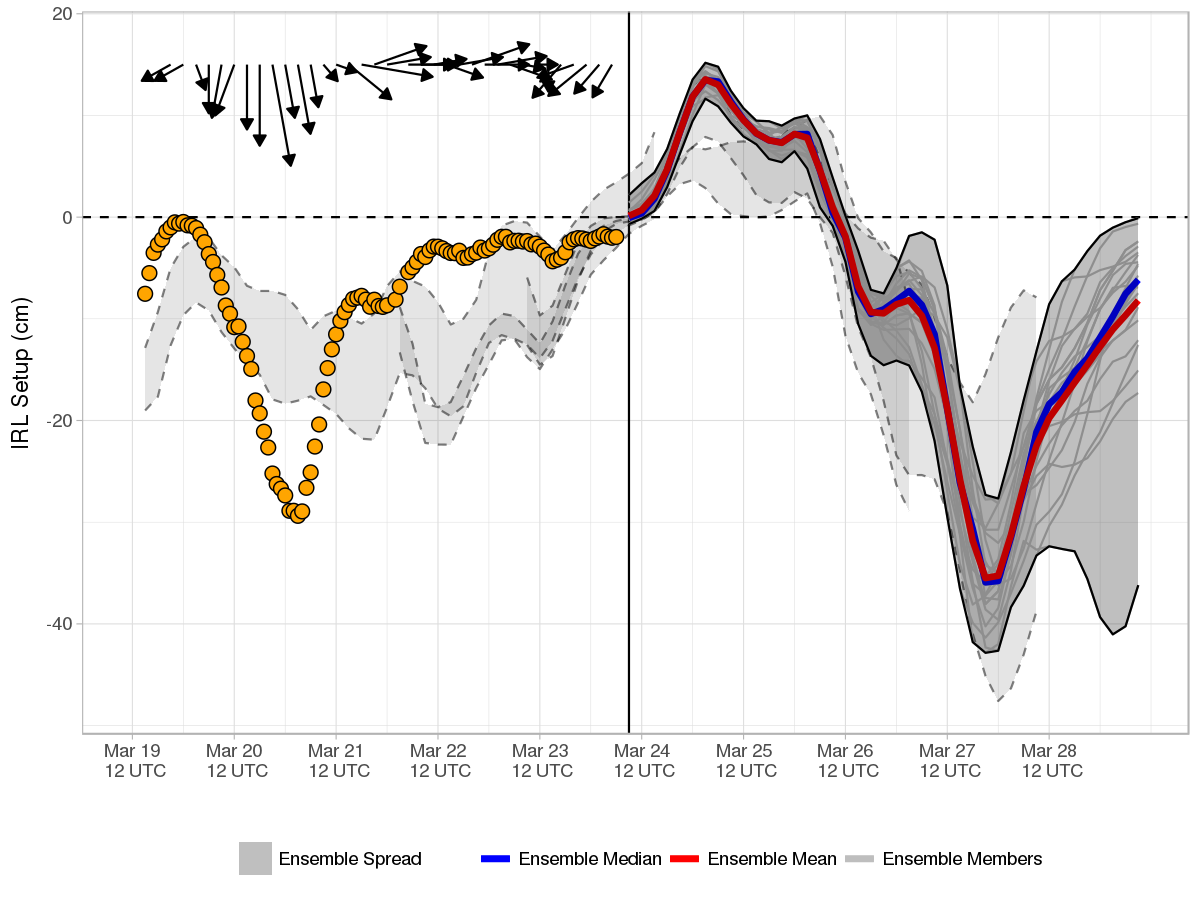 20
0
-20
-40
IRL Setup (cm)
Mar 19 Mar 20 Mar 21 Mar 22 Mar 23 Mar 24 Mar 25 Mar 26 Mar 27 Mar 28
12 UTC 12 UTC 12 UTC 12 UTC 12 UTC 12 UTC 12 UTC 12 UTC 12 UTC 12 UTC
Ensemble Spread Ensemble Median Ensemble Mean Ensemble Members